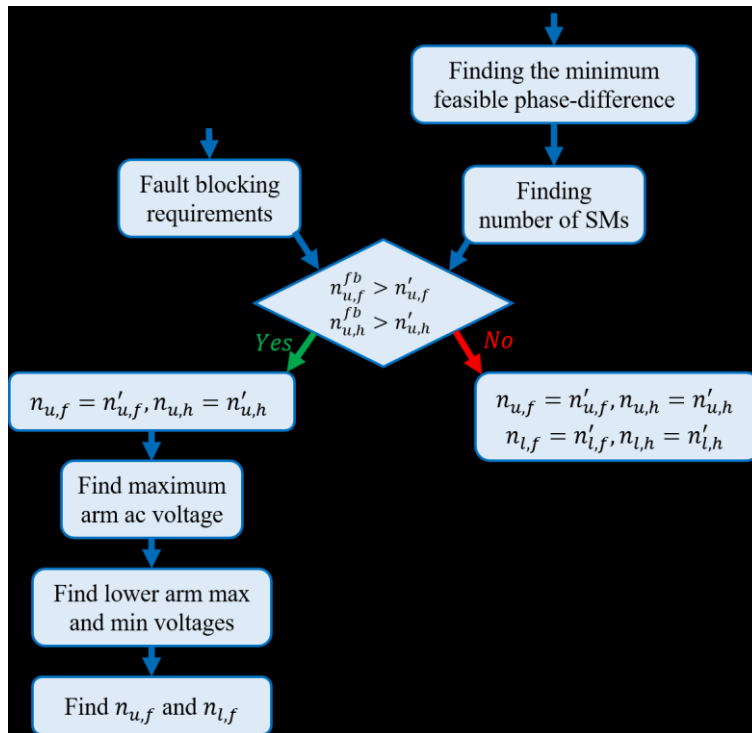 Finding the minimum
feasible phase-difference
Fault blocking
requirements
Finding
number of SMs
$n_{u,f}^{fb} > n'_{u,f}$
$n_{u,h}^{fb} > n'_{u,h}$
Yes
No
$n_{u,f} = n'_{u,f}, n_{u,h} = n'_{u,h}$
$n_{u,f} = n'_{u,f}, n_{u,h} = n'_{u,h}$
$n_{l,f} = n'_{l,f}, n_{l,h} = n'_{l,h}$
Find maximum
arm ac voltage
Find lower arm max
and min voltages
Find $n_{u,f}$ and $n_{l,f}$